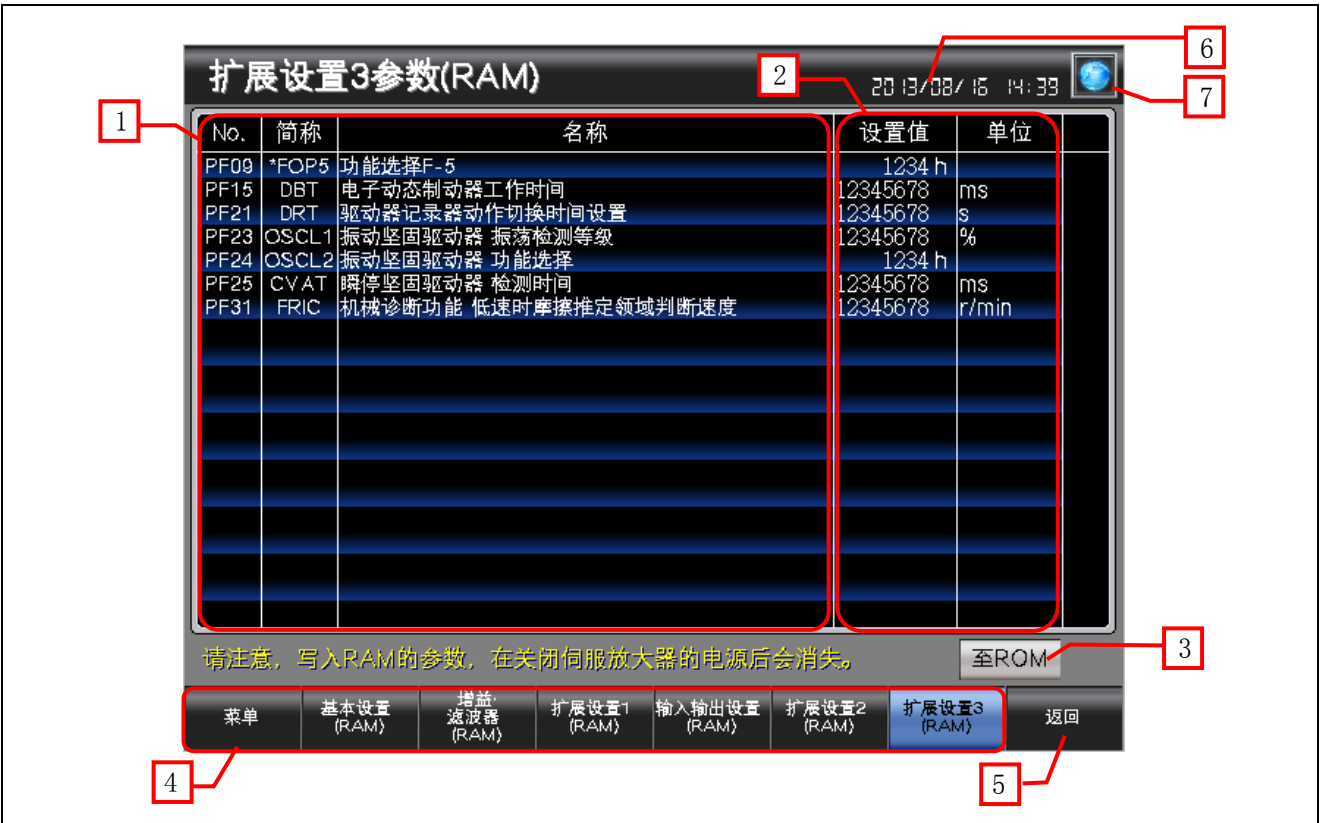 扩展设置3参数(RAM)
2
2013/08/16 14:39
6
7
1
No. 简称 名称 设置值 单位
PF09 *FOP5 功能选择F-5 1234 h
PF15 DBT 电子动态制动器工作时间 12345678 ms
PF21 DRT 驱动器记录器动作切换时间设置 12345678 s
PF23 OSCL1 振动坚固驱动器 振荡检测等级 12345678 %
PF24 OSCL2 振动坚固驱动器 功能选择 1234 h
PF25 CVAT 瞬停坚固驱动器 检测时间 12345678 ms
PF31 FRIC 机械诊断功能 低速时摩擦推定领域判断速度 12345678 r/min
请注意，写入RAM的参数，在关闭伺服放大器的电源后会消失。
至ROM
3
菜单
基本设置
(RAM)
增益·
滤波器
(RAM)
扩展设置1
(RAM)
输入输出设置
(RAM)
扩展设置2
(RAM)
扩展设置3
(RAM)
返回
4
5